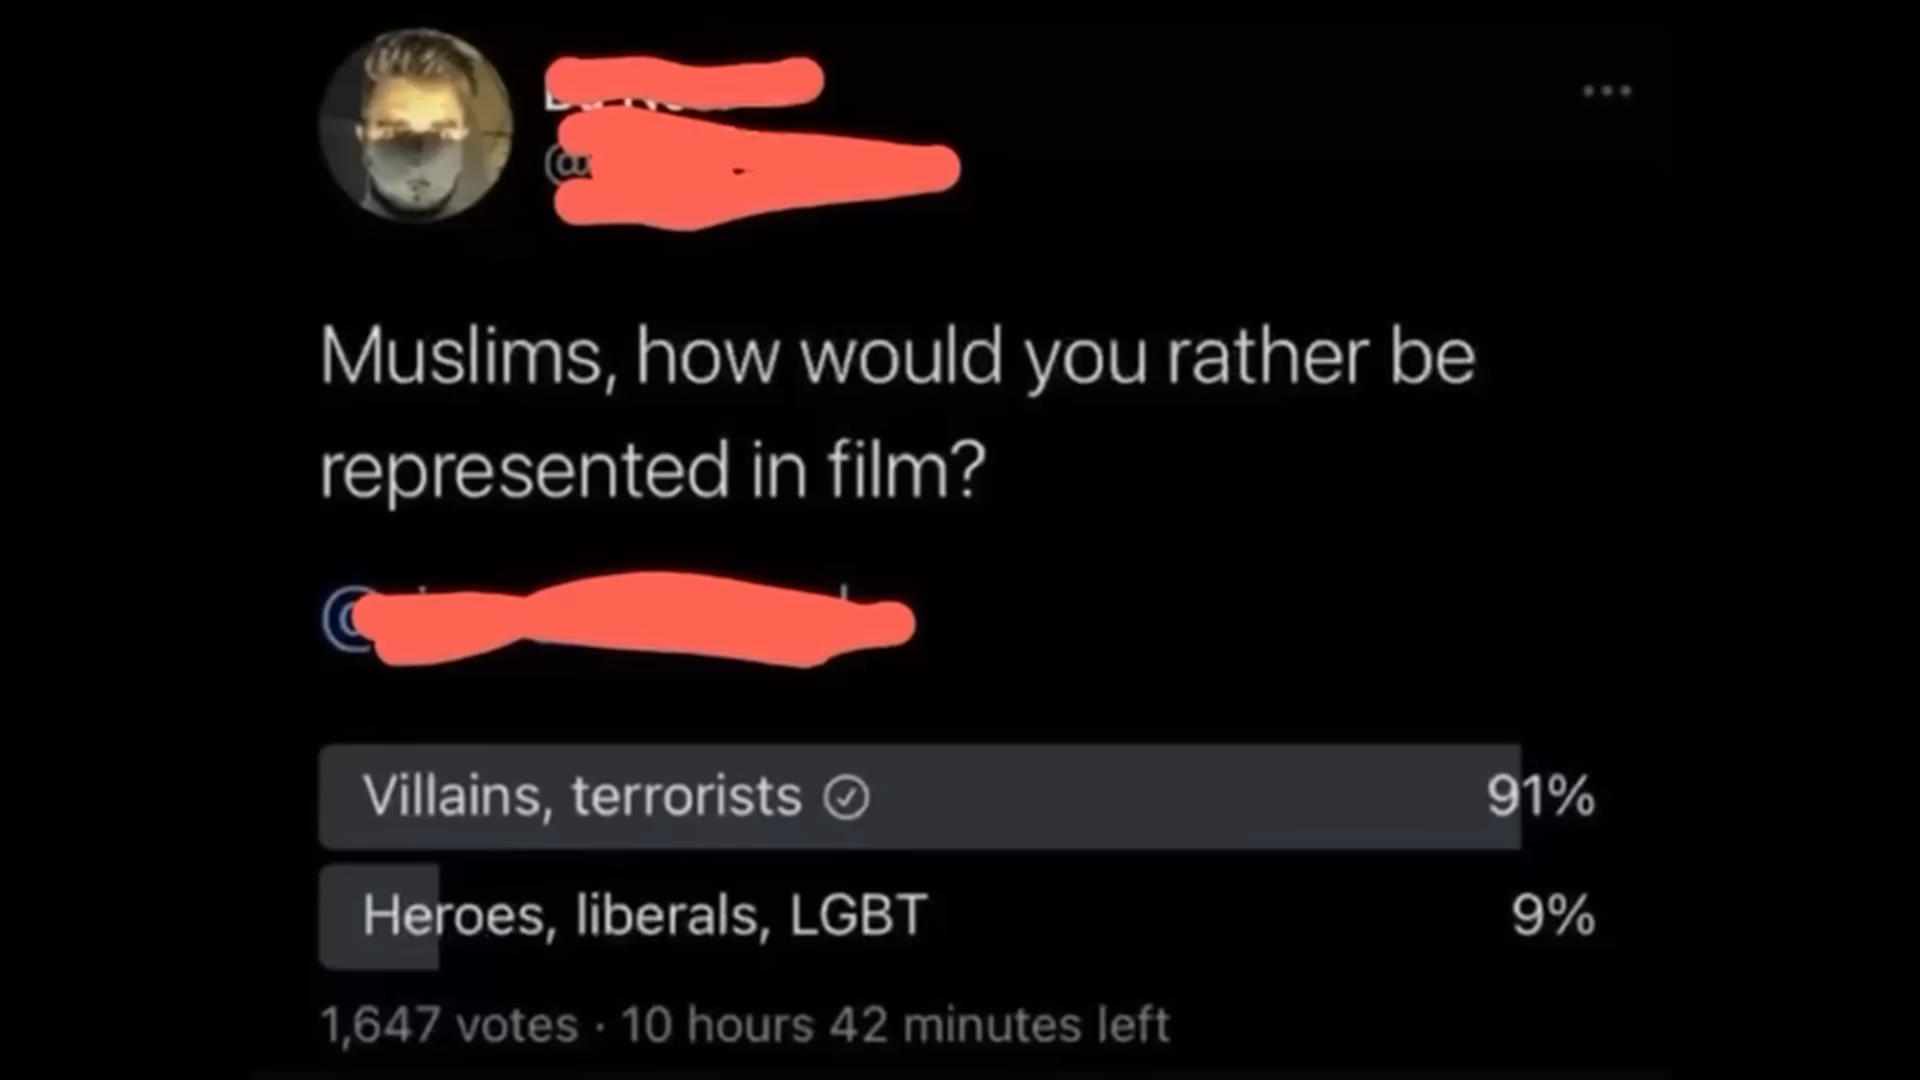 Muslims, how would you rather be
represented in film?
Villains, terrorists 91%
Heroes, liberals, LGBT 9%
1,647 votes · 10 hours 42 minutes left